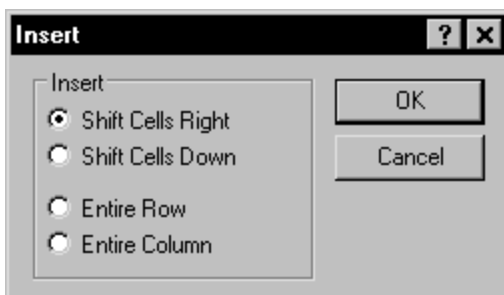 Insert
Insert
Shift Cells Right
Shift Cells Down
Entire Row
Entire Column
OK
Cancel
?